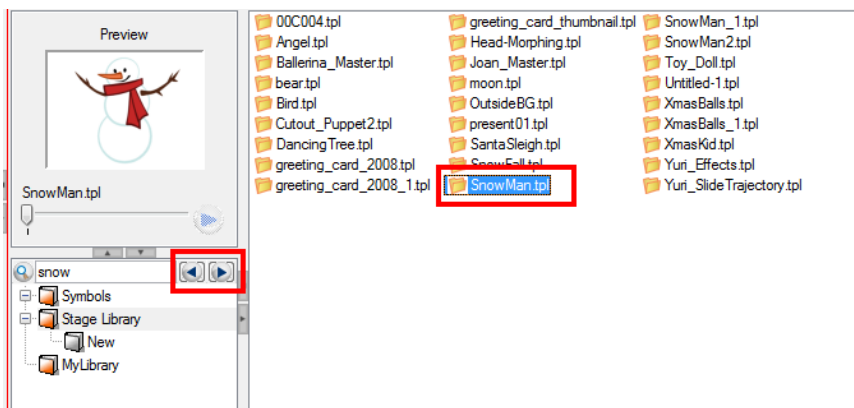 Preview
SnowMan.tpl
snow
Symbols
Stage Library
New
MyLibrary
00C004.tpl
Angel.tpl
Ballerina_Master.tpl
bear.tpl
Bird.tpl
Cutout_Puppet2.tpl
DancingTree.tpl
greeting_card_2008.tpl
greeting_card_2008_1.tpl
greeting_card_thumbnail.tpl
Head-Morphing.tpl
Joan_Master.tpl
moon.tpl
OutsideBG.tpl
present01.tpl
SantaSleigh.tpl
SnowFall.tpl
SnowMan.tpl
SnowMan_1.tpl
SnowMan2.tpl
Toy_Doll.tpl
Untitled-1.tpl
XmasBalls.tpl
XmasBalls_1.tpl
XmasKid.tpl
Yuri_Effects.tpl
Yuri_SlideTrajectory.tpl